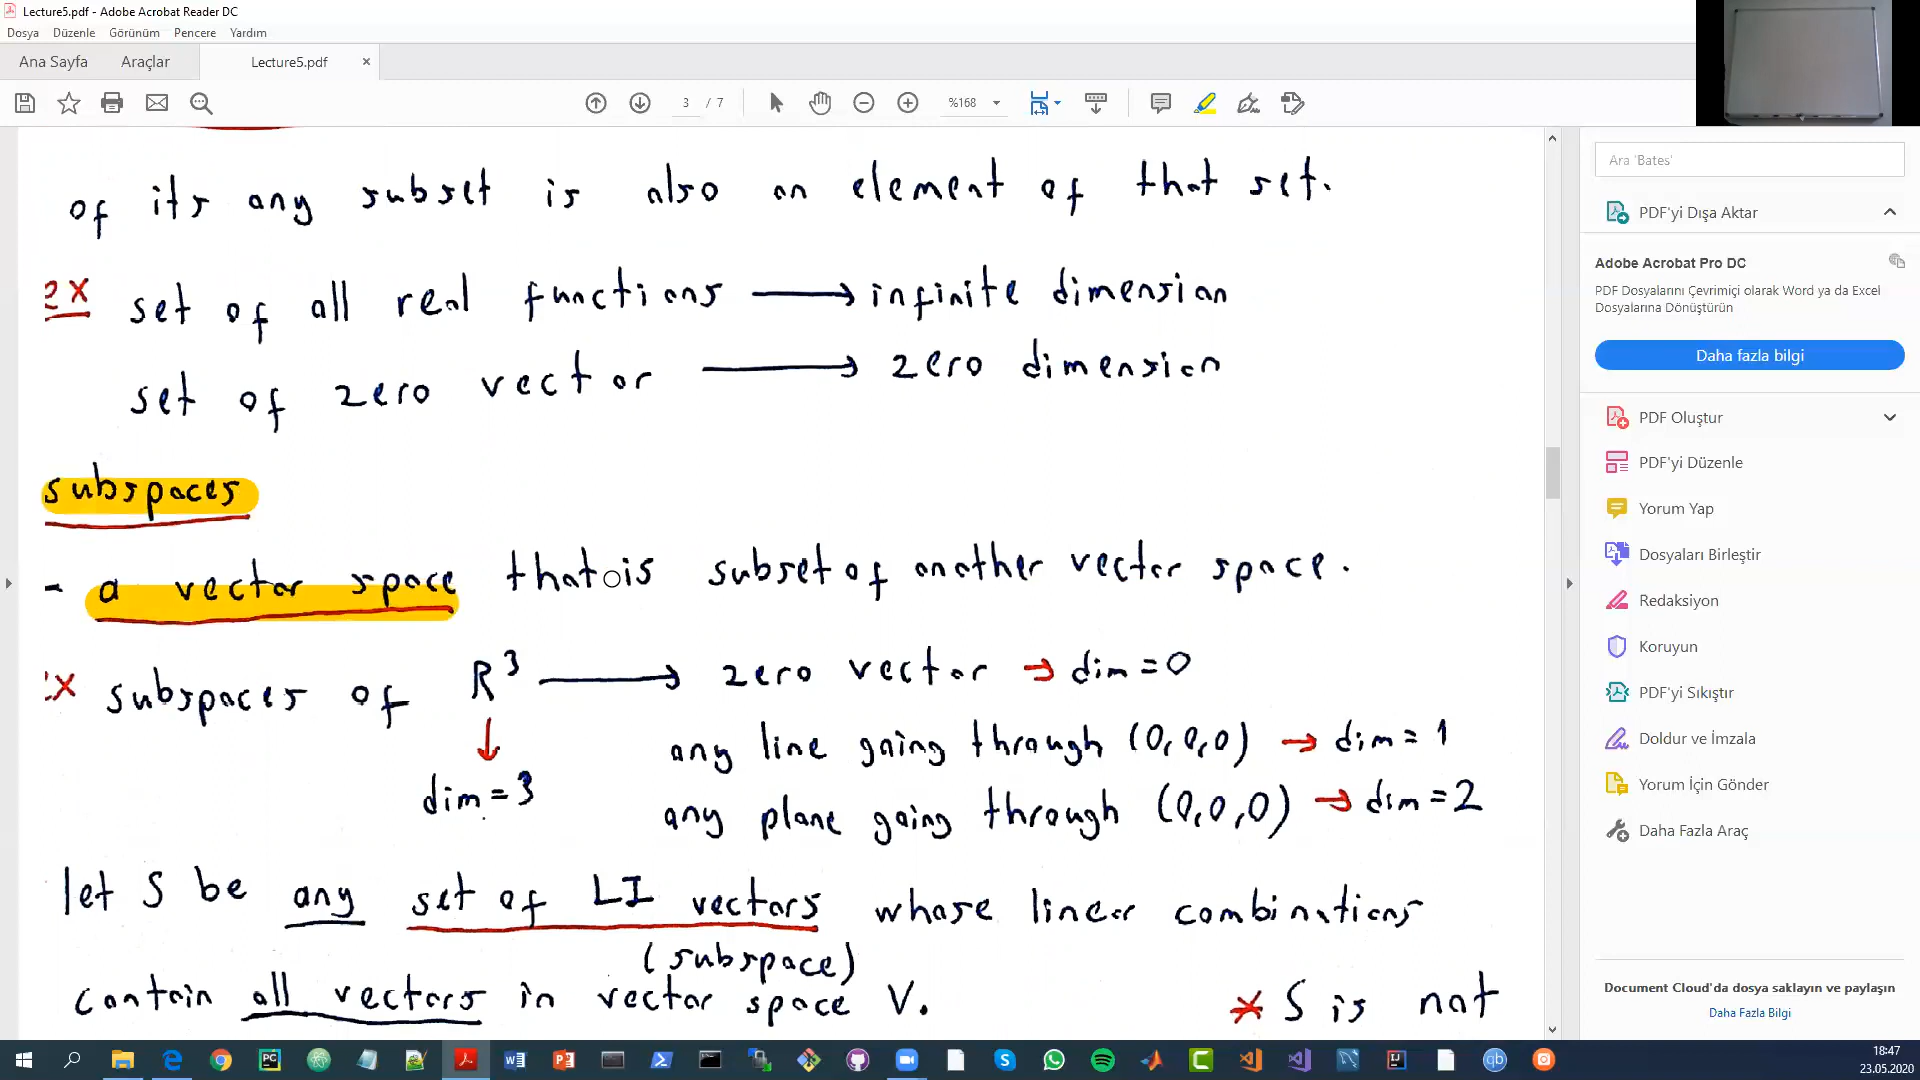 Lecture5.pdf - Adobe Acrobat Reader DC
Dosya Düzenle Görünüm Pencere Yardım
Ana Sayfa Araçlar Lecture5.pdf ×
3 / 7 %168
of its any subset is also an element of that set.
ex set of all real functions → infinite dimension
set of zero vector → zero dimension
subspaces
- a vector space that is subset of another vector space.
ex subspaces of R³ → zero vector → dim = 0
↓ any line going through (0,0,0) → dim = 1
dim = 3 any plane going through (0,0,0) → dim = 2
let S be any set of LI vectors whose linear combinations
(subspace)
contain all vectors in vector space V. * S is not
Ara 'Bates'
PDF'yi Dışa Aktar
Adobe Acrobat Pro DC
PDF Dosyalarını Çevrimiçi olarak Word ya da Excel
Dosyalarına Dönüştürün
Daha fazla bilgi
PDF Oluştur
PDF'yi Düzenle
Yorum Yap
Dosyaları Birleştir
Redaksiyon
Koruyun
PDF'yi Sıkıştır
Doldur ve İmzala
Yorum İçin Gönder
Daha Fazla Araç
Document Cloud'da dosya saklayın ve paylaşın
Daha Fazla Bilgi
18:47
23.05.2020